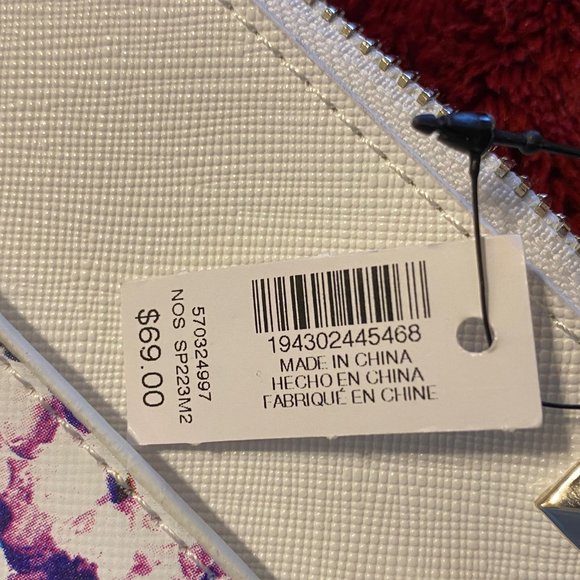 194302445468
MADE IN CHINA
HECHO EN CHINA
FABRIQUÉ EN CHINE
570324997
NOS SP223M2
$69.00